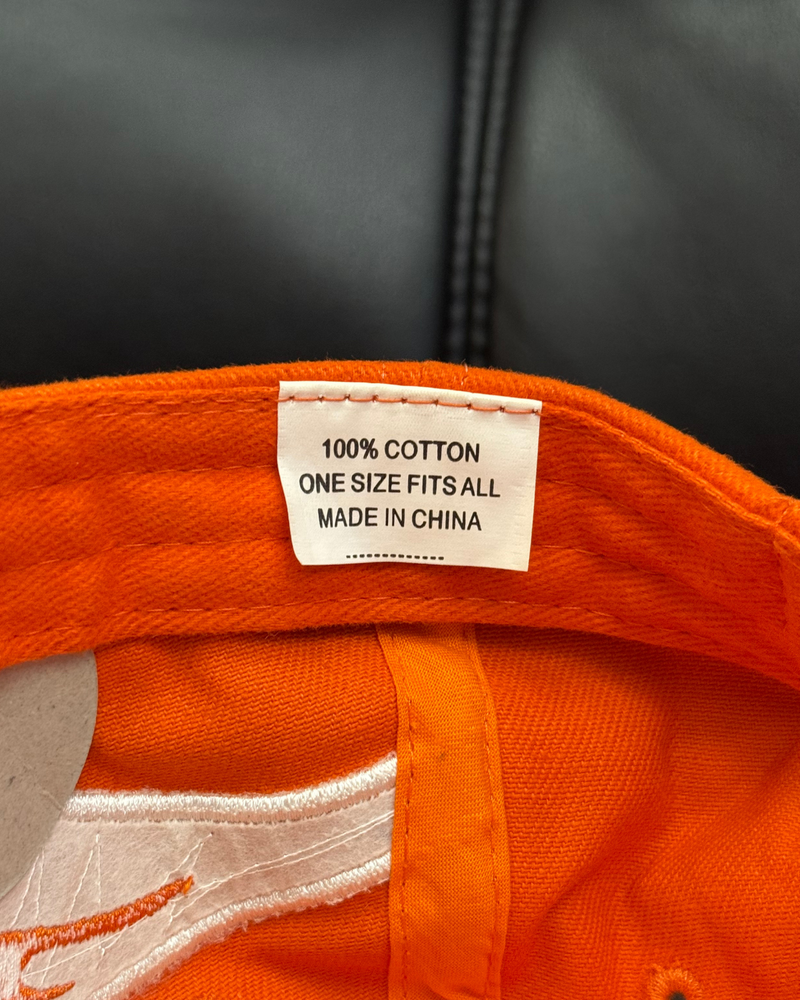 100% COTTON
ONE SIZE FITS ALL
MADE IN CHINA